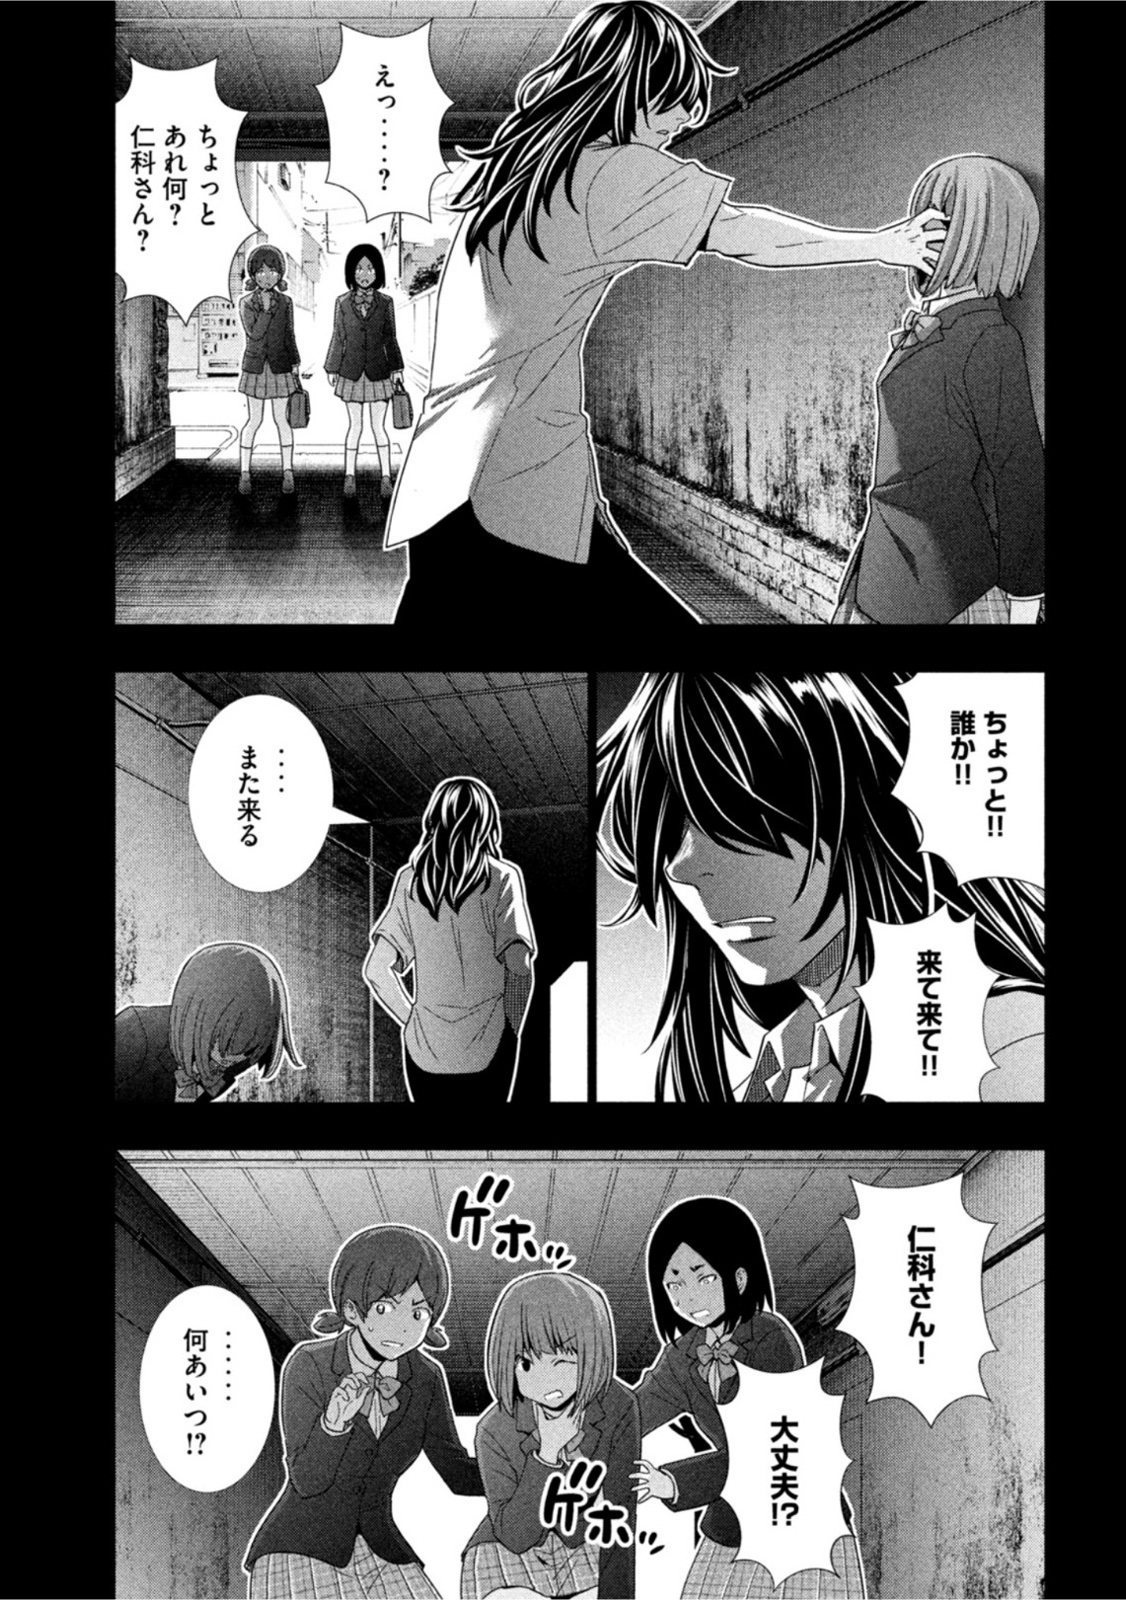 えっ‥‥‥？
ちょっと
あれ何？
仁科さん？
ちょっと!!
誰か!!
来て来て!!
‥‥
また来る
仁科さん！
大丈夫!?
ゲホッ
ゲホッ
‥‥‥
何あいつ!?